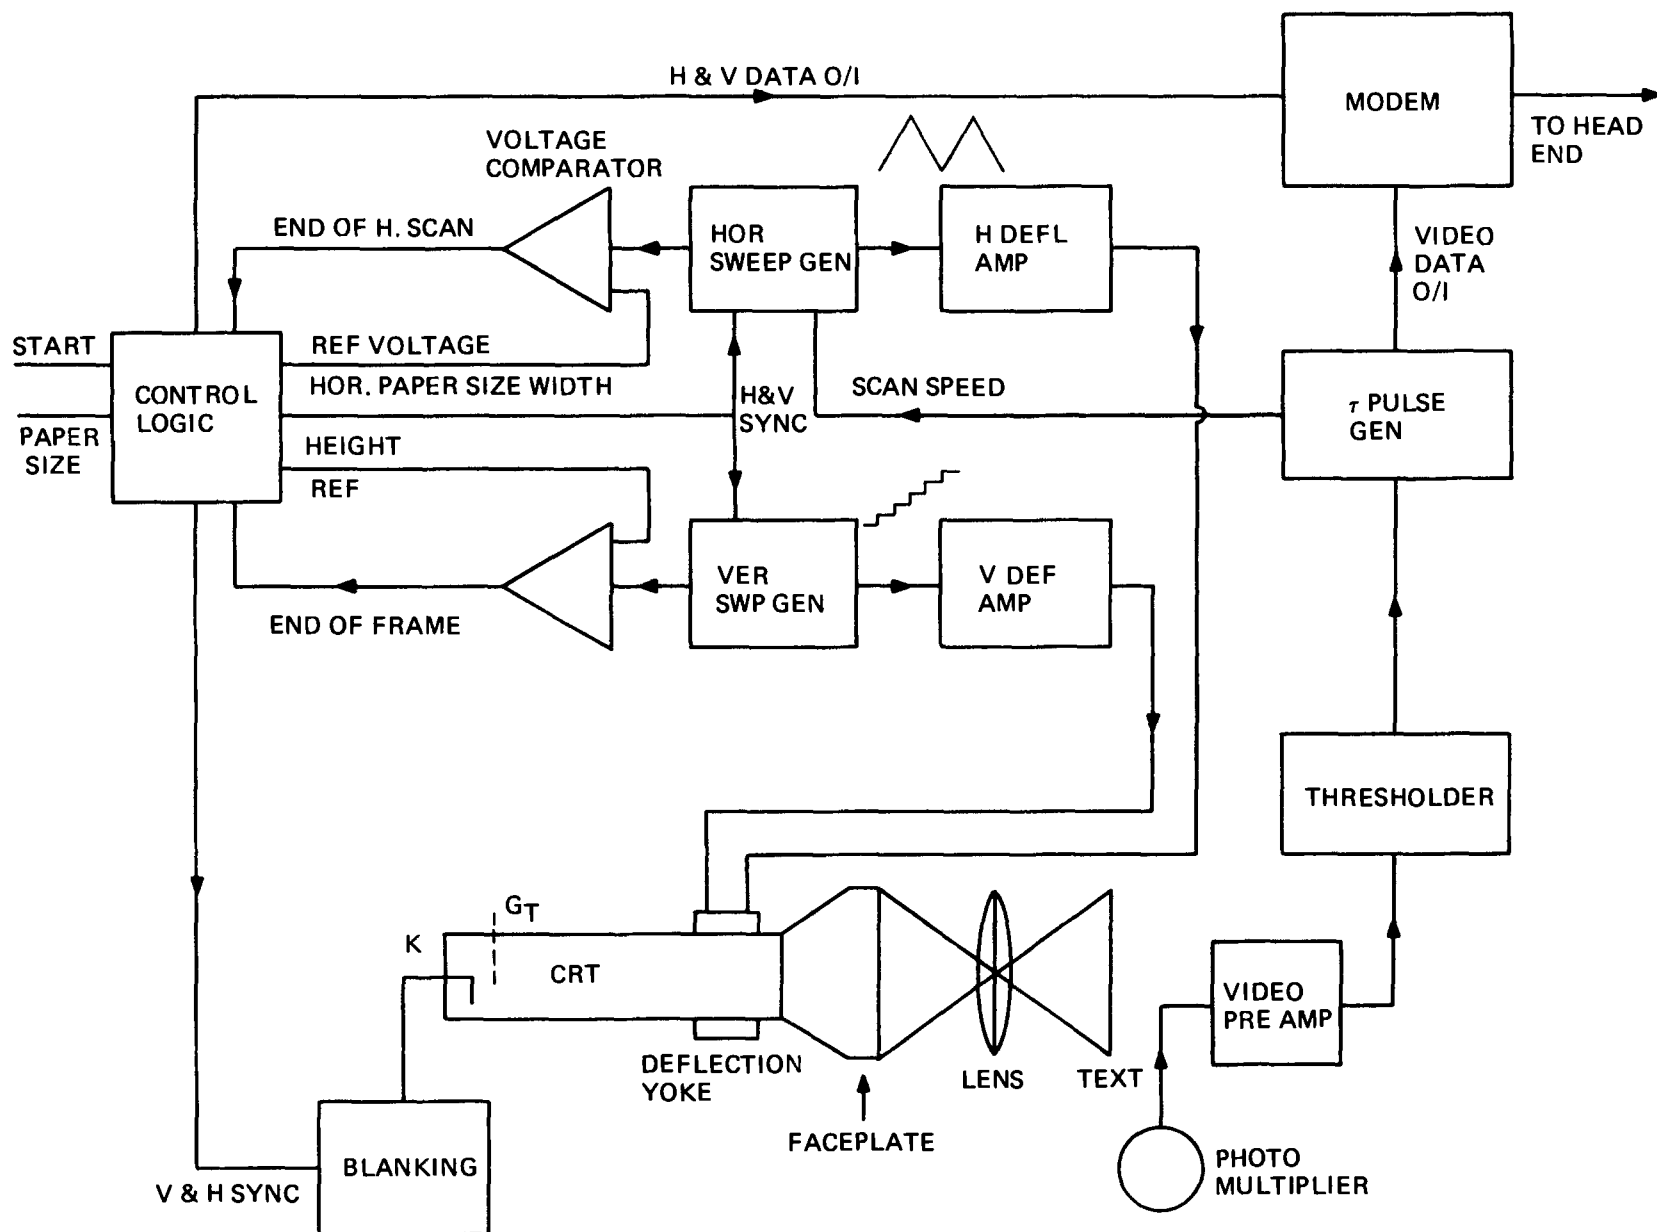 H & V DATA O/I
MODEM
TO HEAD
END
VOLTAGE
COMPARATOR
END OF H. SCAN
HOR
SWEEP GEN
H DEFL
AMP
VIDEO
DATA
O/I
START
REF VOLTAGE
HOR. PAPER SIZE WIDTH
CONTROL
LOGIC
H&V
SYNC
SCAN SPEED
τ PULSE
GEN
PAPER
SIZE
HEIGHT
REF
VER
SWP GEN
V DEF
AMP
END OF FRAME
THRESHOLDER
GT
K
CRT
VIDEO
PRE AMP
DEFLECTION
YOKE
LENS
TEXT
FACEPLATE
BLANKING
PHOTO
MULTIPLIER
V & H SYNC